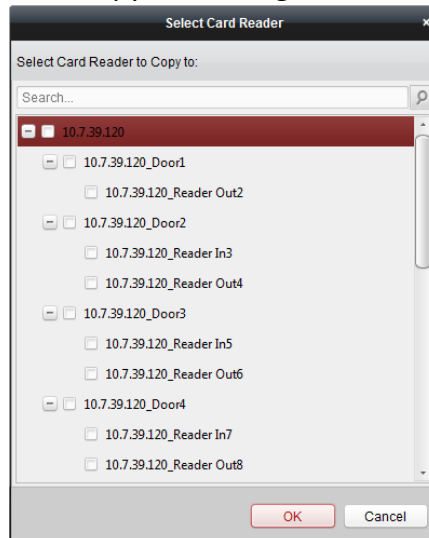 Select Card Reader
Select Card Reader to Copy to:
Search...
10.7.39.120
10.7.39.120_Door1
10.7.39.120_Reader Out2
10.7.39.120_Door2
10.7.39.120_Reader In3
10.7.39.120_Reader Out4
10.7.39.120_Door3
10.7.39.120_Reader In5
10.7.39.120_Reader Out6
10.7.39.120_Door4
10.7.39.120_Reader In7
10.7.39.120_Reader Out8
OK Cancel